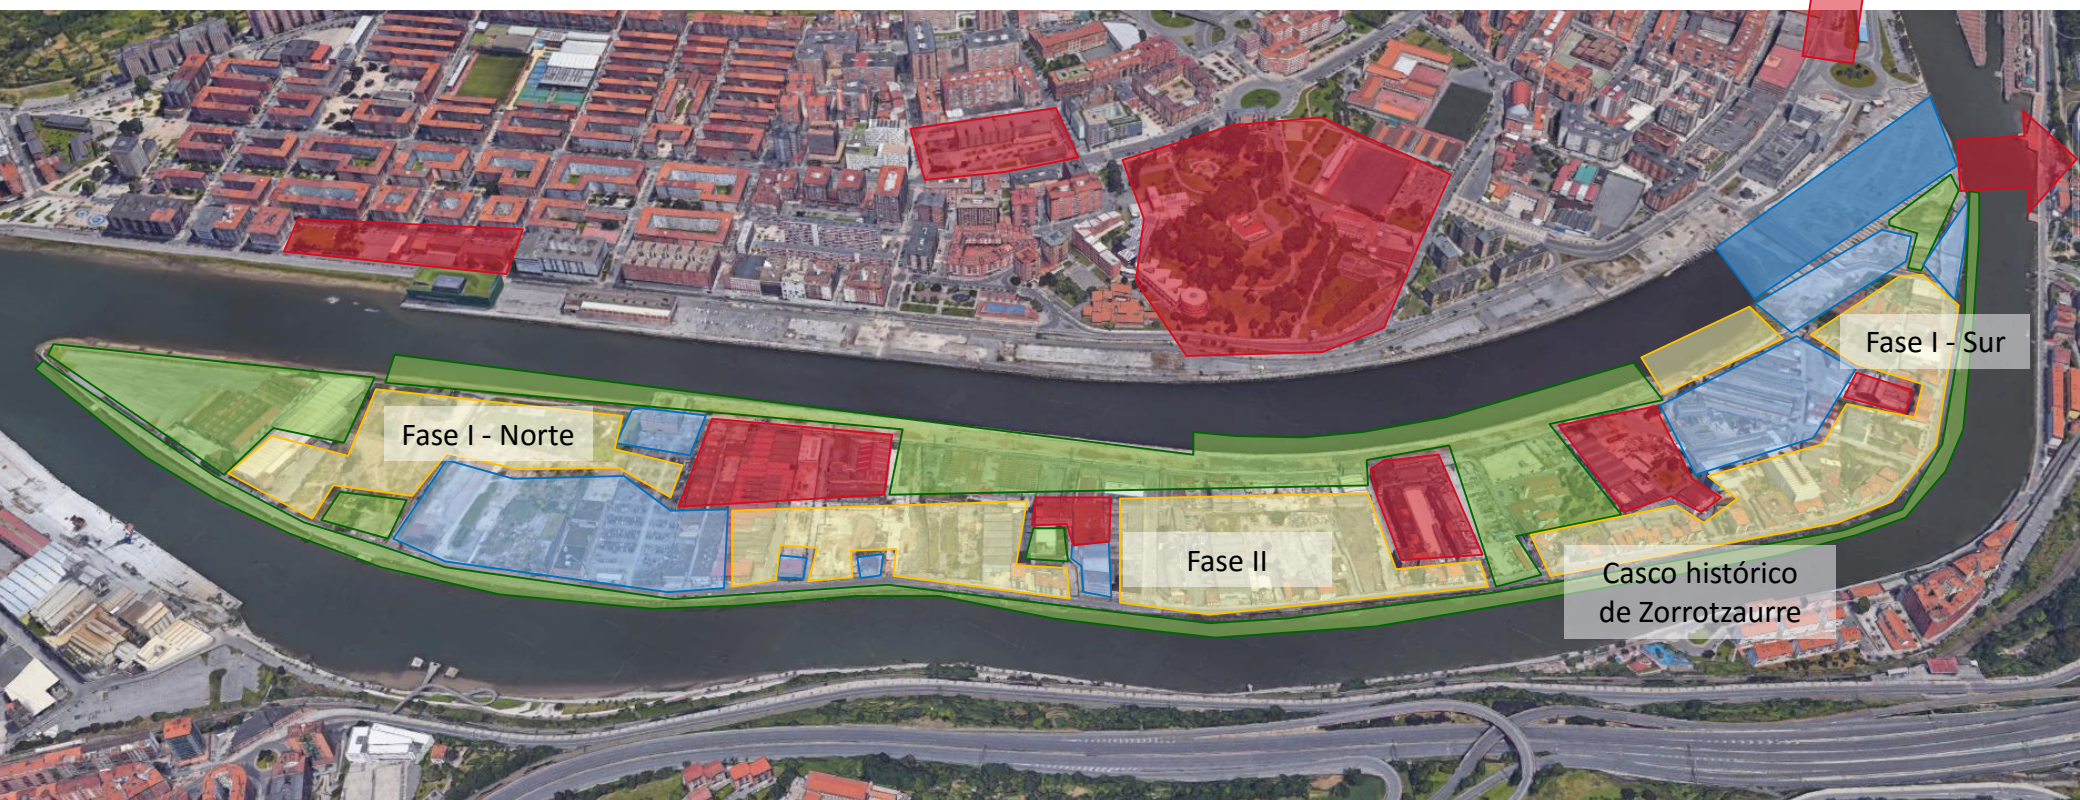 Fase I - Sur
Fase I - Norte
Fase II
Casco histórico
de Zorrotzaurre